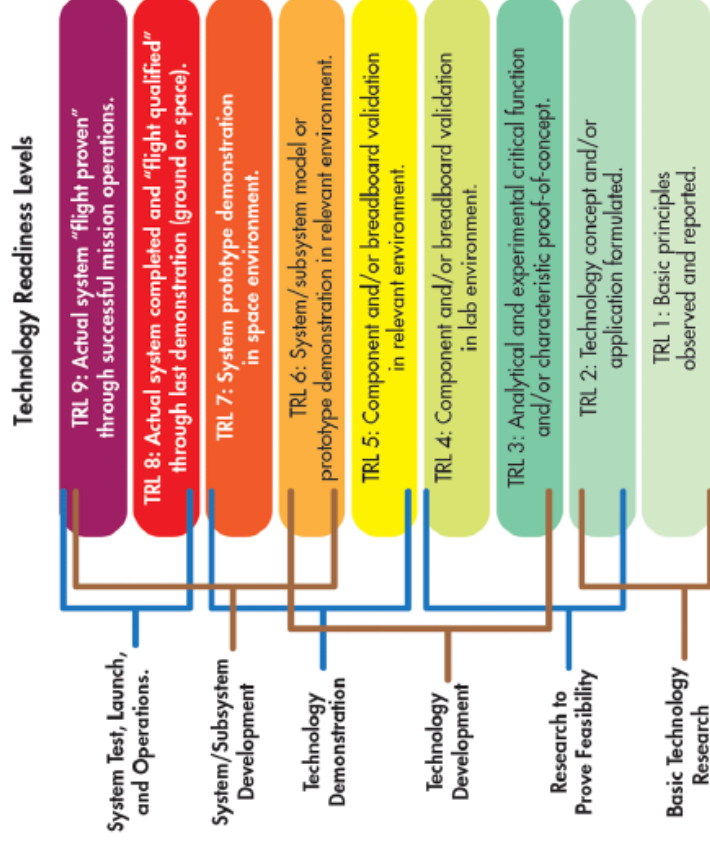 Technology Readiness Levels
System Test, Launch,
and Operations.
System/Subsystem
Development
Technology
Demonstration
Technology
Development
Research to
Prove Feasibility
Basic Technology
Research
TRL 9: Actual system “flight proven”
through successful mission operations.
TRL 8: Actual system completed and “flight qualified”
through last demonstration (ground or space).
TRL 7: System prototype demonstration
in space environment.
TRL 6: System/subsystem model or
prototype demonstration in relevant environment.
TRL 5: Component and/or breadboard validation
in relevant environment.
TRL 4: Component and/or breadboard validation
in lab environment.
TRL 3: Analytical and experimental critical function
and/or characteristic proof-of-concept.
TRL 2: Technology concept and/or
application formulated.
TRL 1: Basic principles
observed and reported.